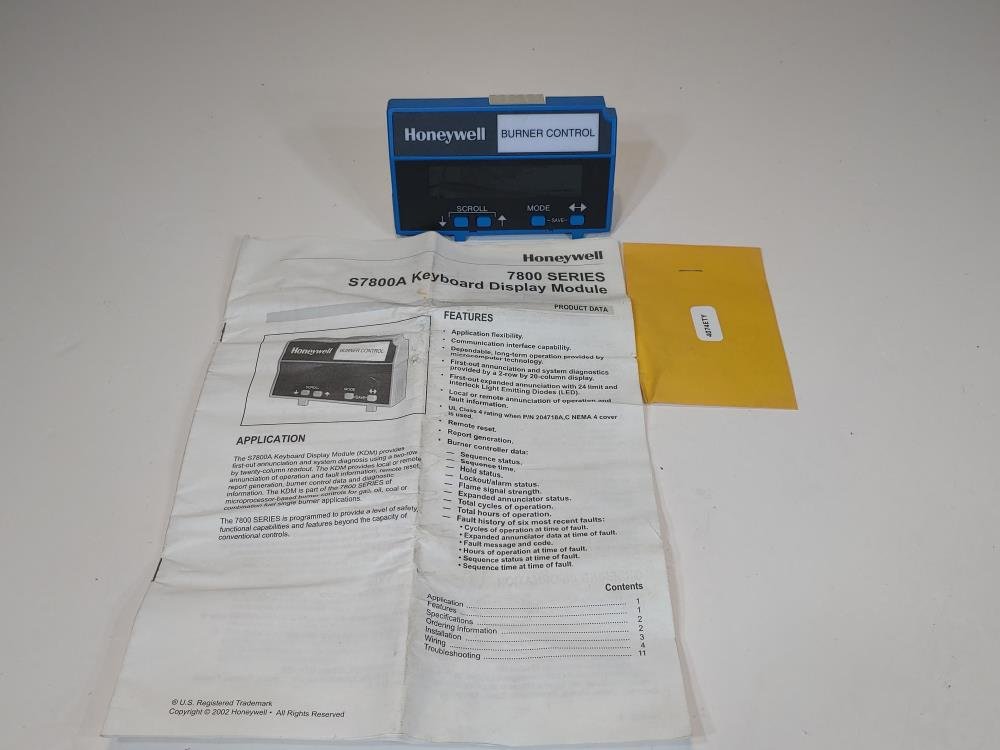 Honeywell
BURNER CONTROL
SCROLL
MODE
↓
↑
-SAVE-
↔
Honeywell
7800 SERIES
S7800A Keyboard Display Module
PRODUCT DATA
Honeywell
BURNER CONTROL
SCROLL
MODE
SAVE
APPLICATION
The S7800A Keyboard Display Module (KDM) provides
first-out annunciation and system diagnosis using a two-row
by twenty-column readout. The KDM provides local or remote
annunciation of operation and fault information, remote reset,
report generation, burner control data and diagnostic
information. The KDM is part of the 7800 SERIES of
microprocessor-based burner controls for gas, oil, coal or
combination fuel single burner applications.
The 7800 SERIES is programmed to provide a level of safety,
functional capabilities and features beyond the capacity of
conventional controls.
FEATURES
• Application flexibility.
• Communication interface capability.
• Dependable, long-term operation provided by
microcomputer technology.
• First-out annunciation and system diagnostics
provided by a 2-row by 20-column display.
• First-out expanded annunciation with 24 limit and
interlock Light Emitting Diodes (LED).
• Local or remote annunciation of operation and
fault information.
• UL Class 4 rating when P/N 204718A,C NEMA 4 cover
is used.
• Remote reset.
• Report generation.
• Burner controller data:
— Sequence status.
— Sequence time.
— Hold status.
— Lockout/alarm status.
— Flame signal strength.
— Expanded annunciator status.
— Total cycles of operation.
— Total hours of operation.
— Fault history of six most recent faults:
• Cycles of operation at time of fault.
• Expanded annunciator data at time of fault.
• Fault message and code.
• Hours of operation at time of fault.
• Sequence status at time of fault.
• Sequence time at time of fault.
Contents
Application ........ 1
Features ........ 1
Specifications ........ 2
Ordering Information ........ 2
Installation ........ 3
Wiring ........ 4
Troubleshooting ........ 11
® U.S. Registered Trademark
Copyright © 2002 Honeywell • All Rights Reserved
4074ETY